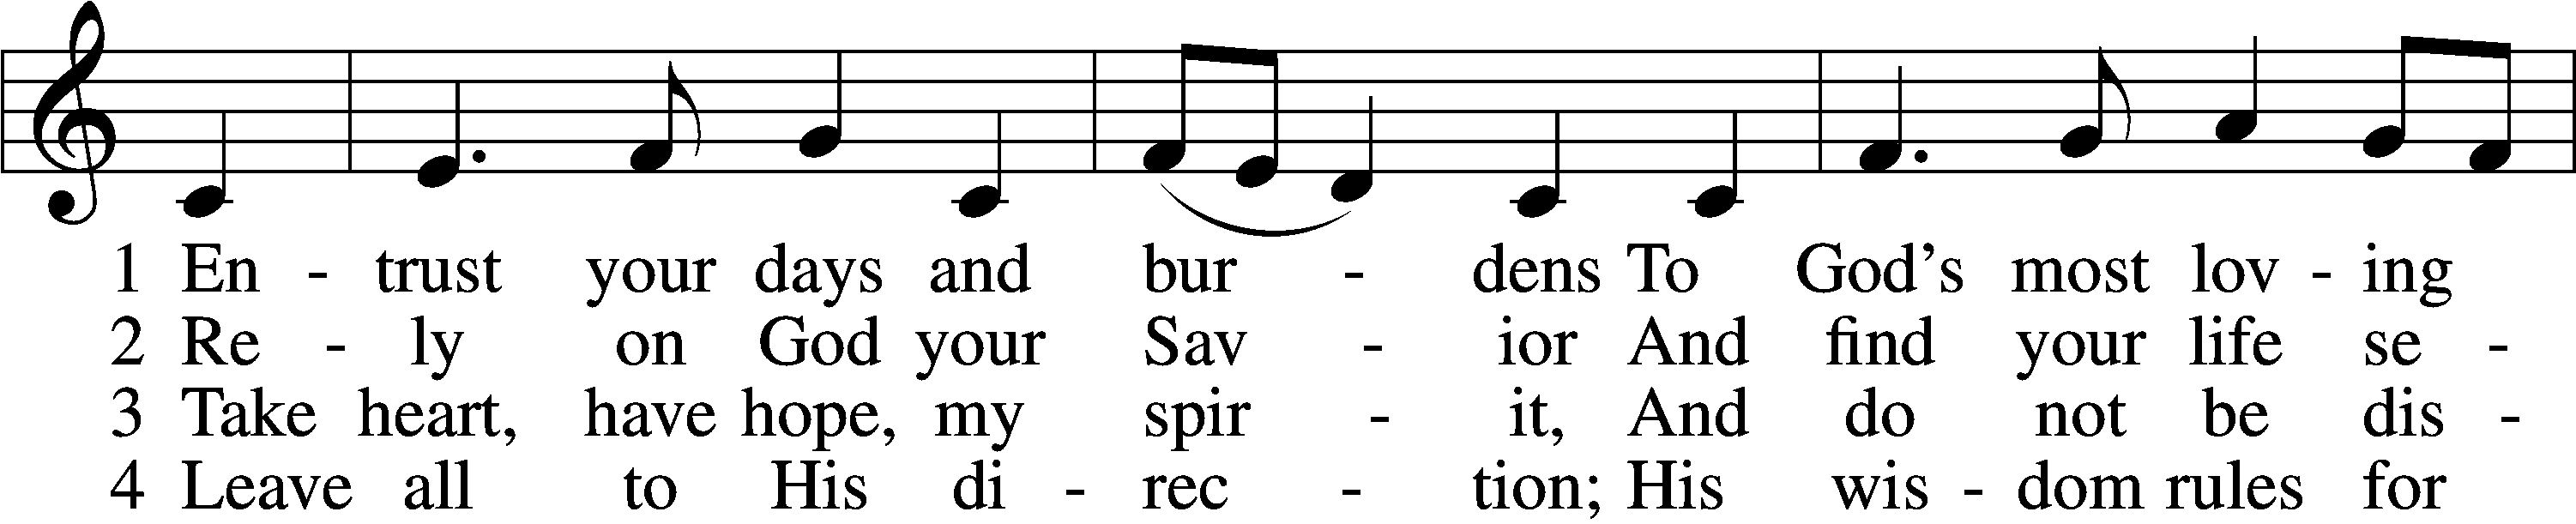 1 En - trust your days and bur - dens To God's most lov - ing
2 Re - ly on God your Sav - ior And find your life se -
3 Take heart, have hope, my spir - it, And do not be dis -
4 Leave all to His di - rec - tion; His wis - dom rules for